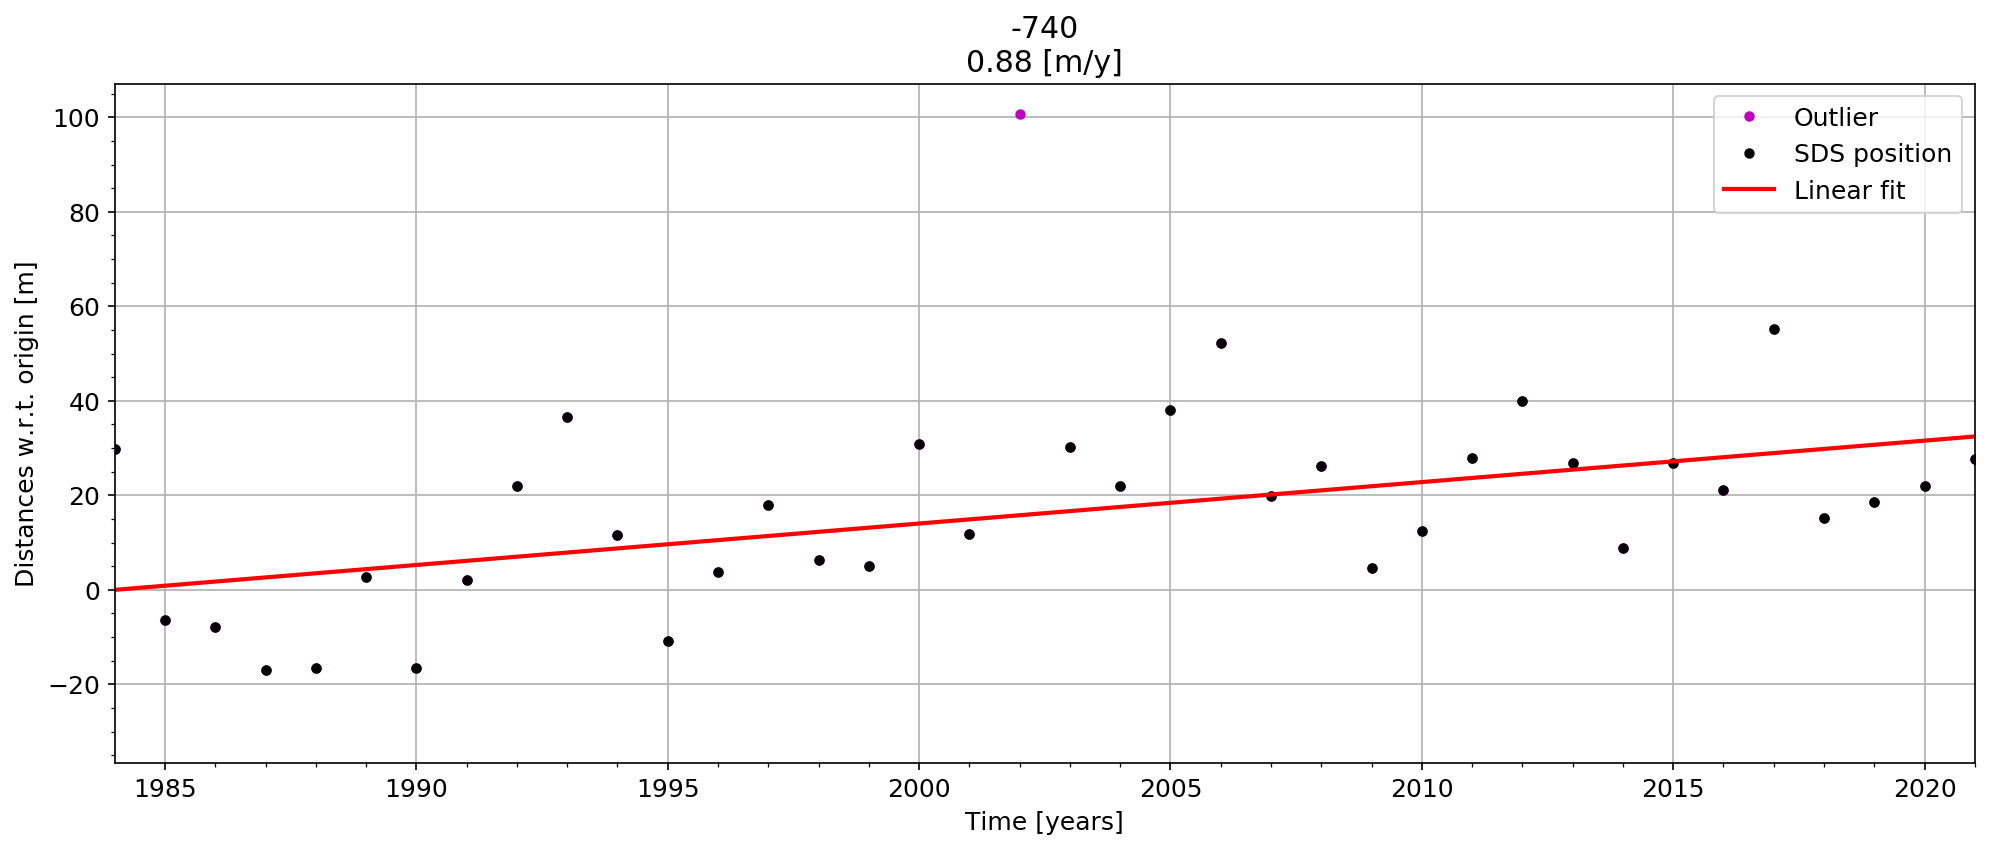 -740
0.88 [m/y]
Outlier
SDS position
Linear fit
Distances w.r.t. origin [m]
100
80
60
40
20
0
−20
1985 1990 1995 2000 2005 2010 2015 2020
Time [years]